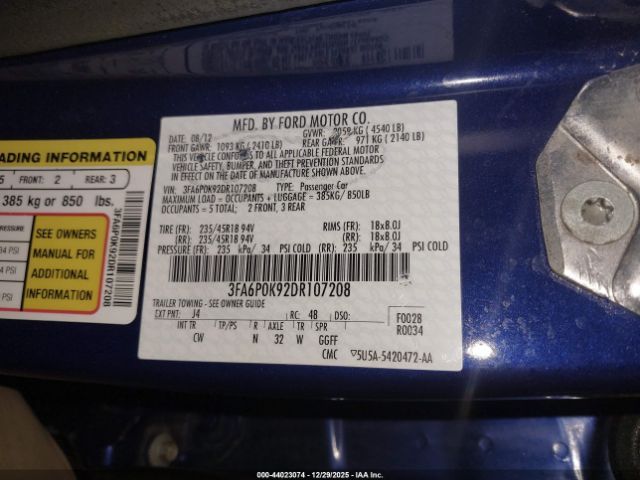 MFD. BY FORD MOTOR CO.
08/12
GVWR: 2059 KG ( 4540 LB)
FRONT GAWR: 1093 KG ( 2410 LB)
REAR GAWR: 971 KG ( 2140 LB)
THIS VEHICLE CONFORMS TO ALL APPLICABLE FEDERAL MOTOR
VEHICLE SAFETY, BUMPER, AND THEFT PREVENTION STANDARDS
IN EFFECT ON THE DATE OF MANUFACTURE SHOWN ABOVE.
VIN: 3FA6P0K92DR107208 TYPE: Passenger Car
MAXIMUM LOAD = OCCUPANTS + LUGGAGE = 385KG/ 850LB
OCCUPANTS = 5 TOTAL: 2 FRONT, 3 REAR
TIRE (FR): 235/45R18 94V RIMS (FR): 18x8.0J
(RR): 235/45R18 94V (RR): 18x8.0J
PRESSURE (FR): 235 kPa/ 34 PSI COLD (RR): 235 kPa/ 34 PSI COLD
3FA6P0K92DR107208
TRAILER TOWING - SEE OWNER GUIDE
EXT PNT: J4 RC: 48 DSO: F0028
R0034
INT TR TP/PS R AXLE TR SPR
CW N 32 W GGFF
CMC 5U5A-5420472-AA
ADING INFORMATION
5 FRONT: 2 REAR: 3
385 kg or 850 lbs.
SEE OWNERS
MANUAL FOR
ADDITIONAL
INFORMATION
34 PSI
PSI
PSI
3FA6P0K92DR107208
000-44023074 - 12/29/2025 - IAAI.COM